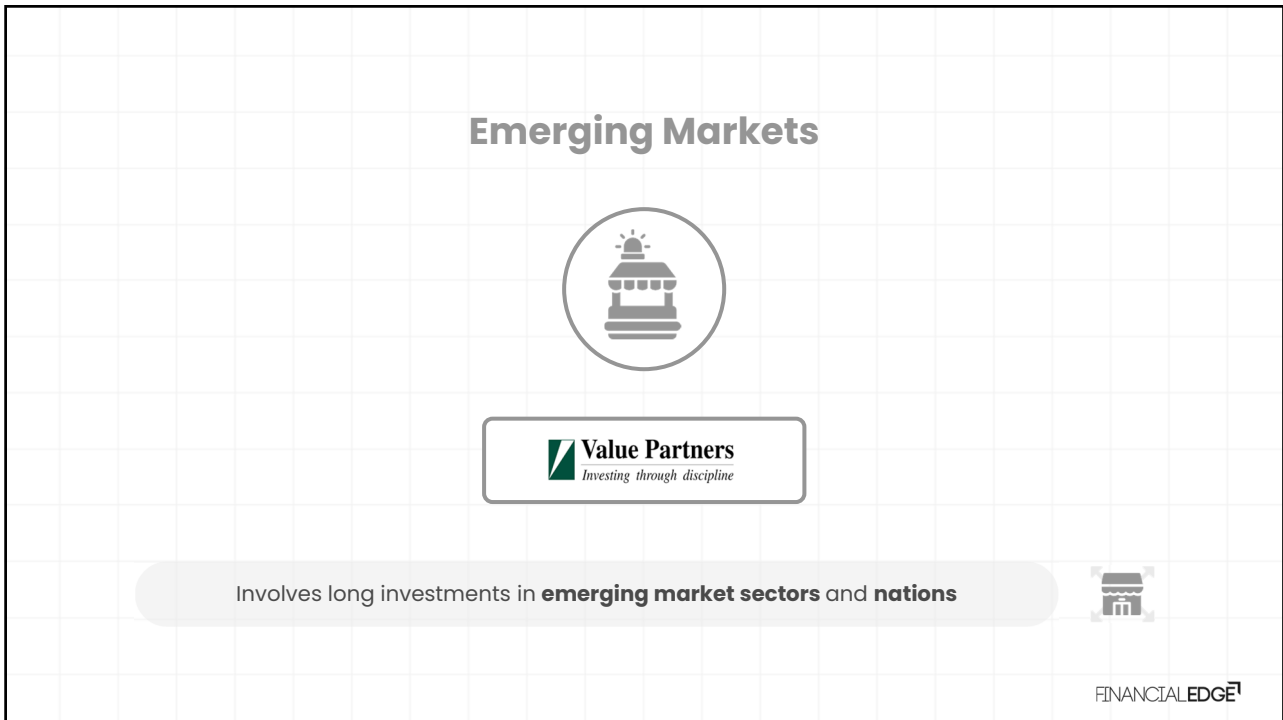 Emerging Markets
Value Partners
Investing through discipline
Involves long investments in emerging market sectors and nations
FINANCIALEDGE